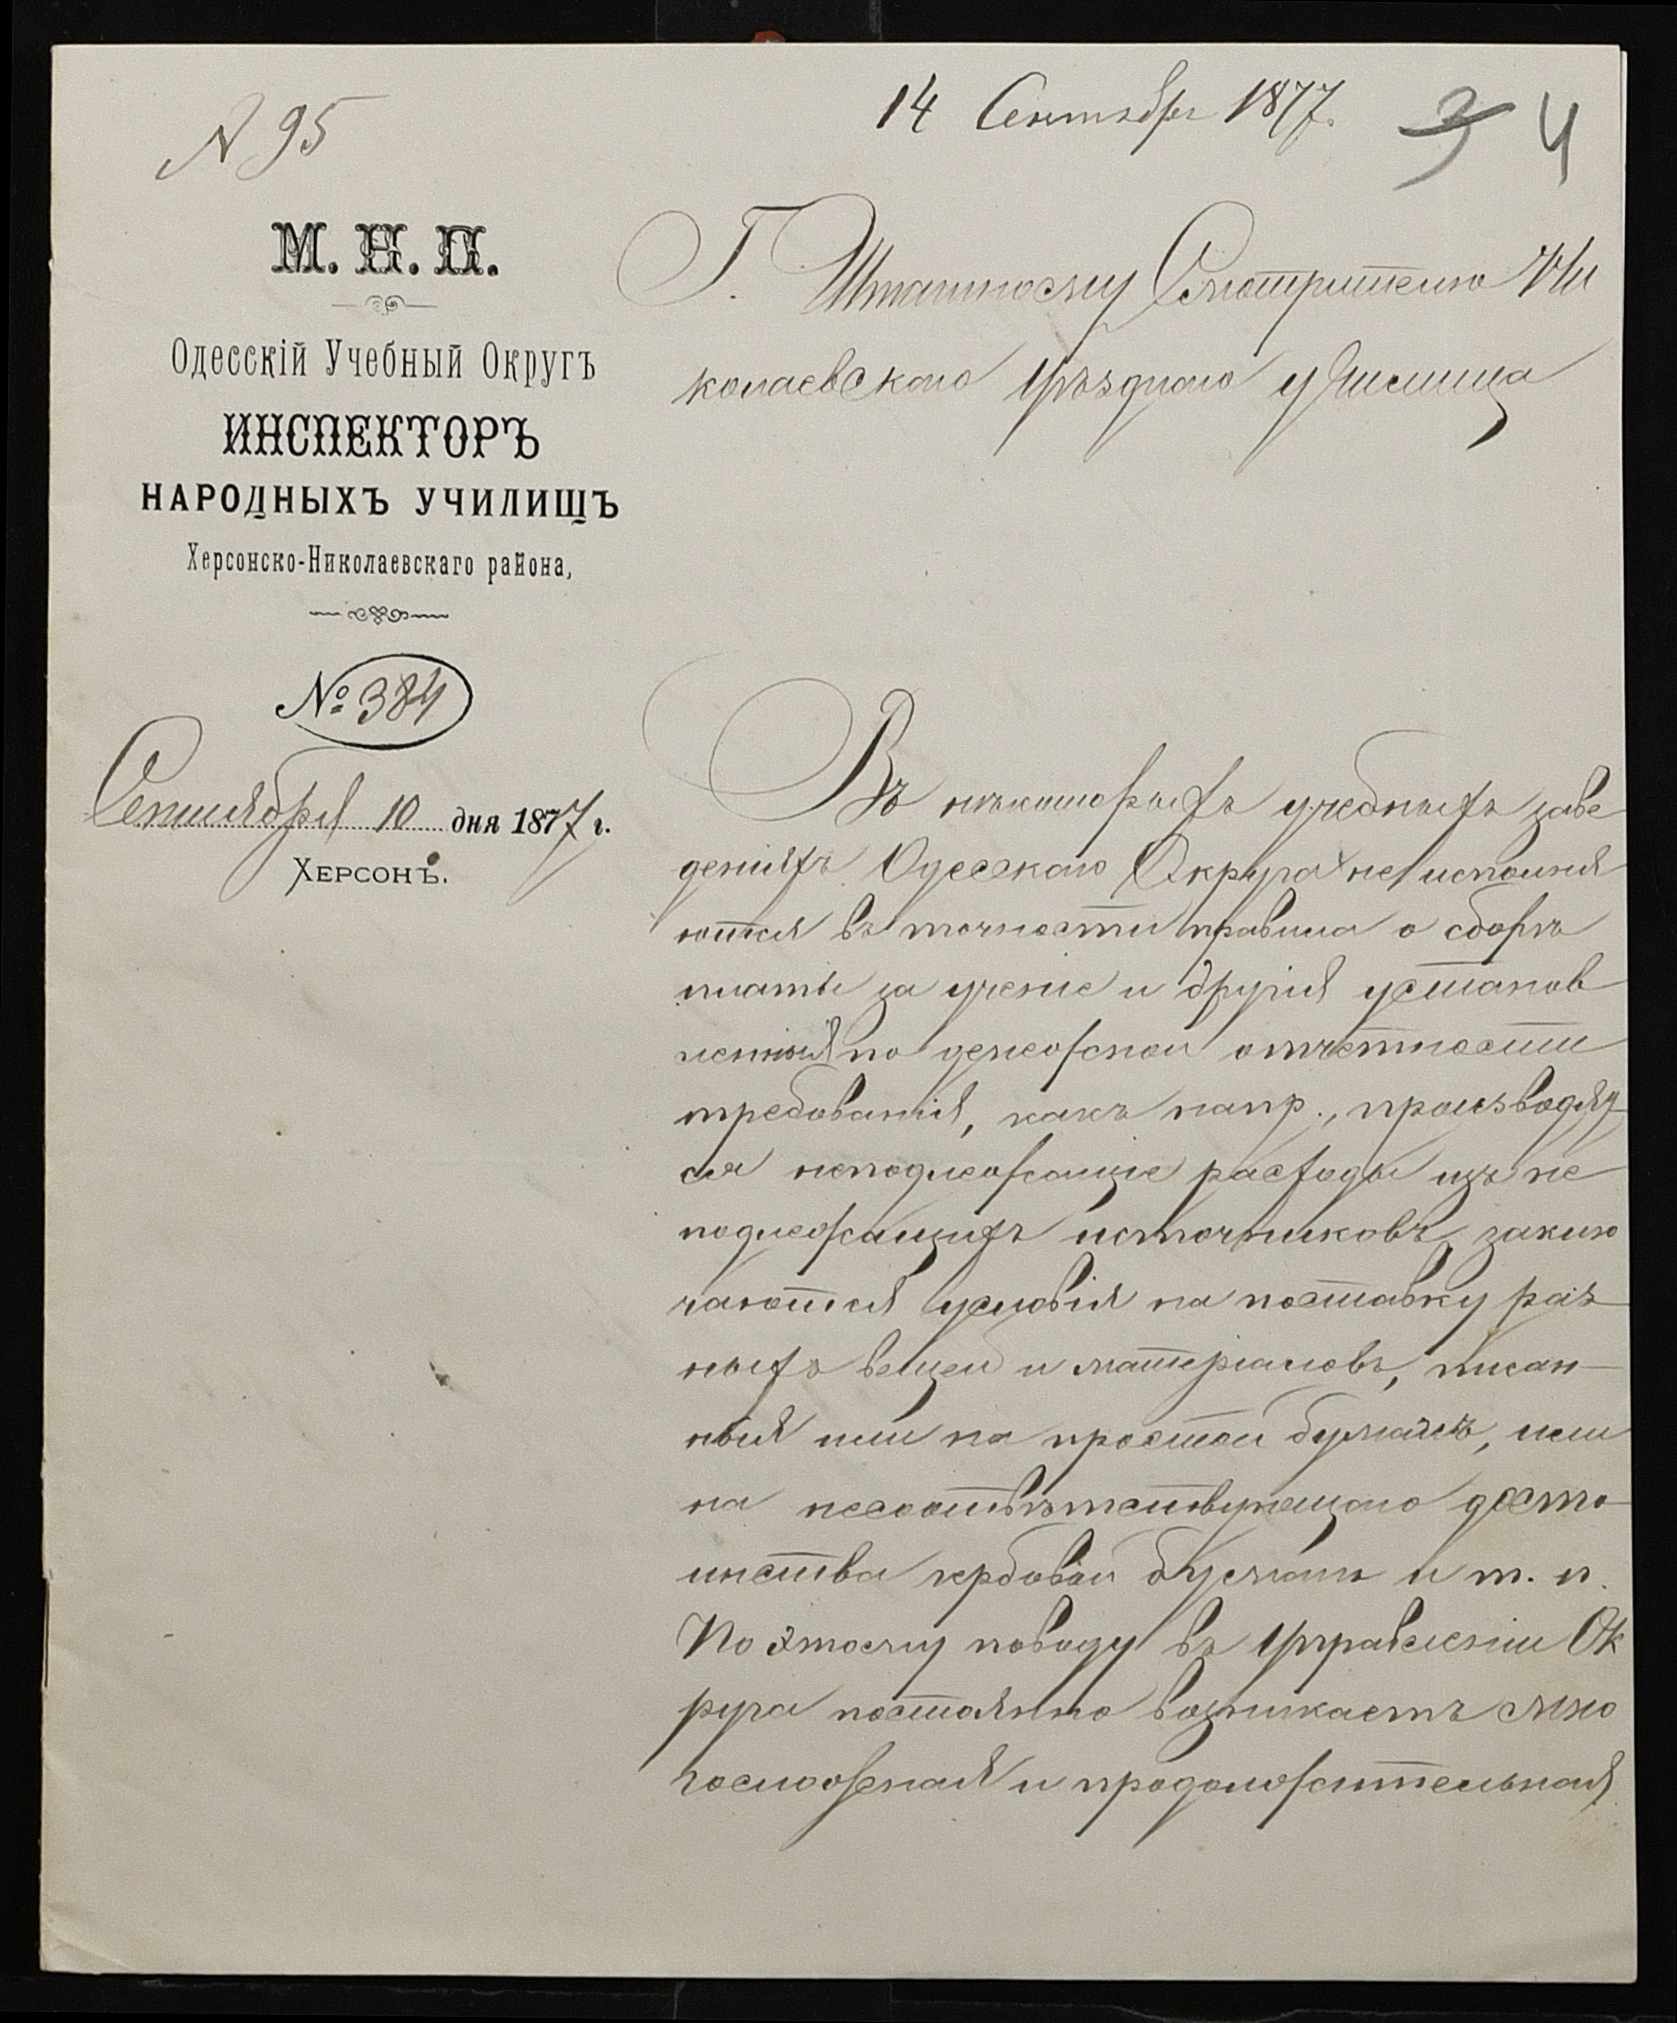 N 95
14 Сентября 1877.
3 4
М. Н. П.
Одесскій Учебный Округъ
ИНСПЕКТОРЪ
НАРОДНЫХЪ УЧИЛИЩЪ
Херсонско-Николаевскаго района,
№ 384
Сентября 10 дня 1877 г.
Херсонъ.
Г. Штатному Смотрителю Ни
колаевскаго Уѣзднаго училища
Въ нѣкоторыхъ учебныхъ заве
деніяхъ Одесскаго Округа не исполня
ются въ точности правила о сборѣ
платы за ученіе и другія установ
ленныя по денежной отчетности
требованія, какъ напр., производят
ся неподлежащіе расходы изъ не
подлежащихъ источниковъ, заклю
чаются условія на поставку раз
ныхъ вещей и матеріаловъ, писан-
ныя или на простой бумагѣ, или
на несоотвѣтствующаго досто-
инства гербовой бумагѣ и т. п.
По этому поводу въ Управленіи Ок
руга постоянно возникаетъ мно
госложная и продолжительная